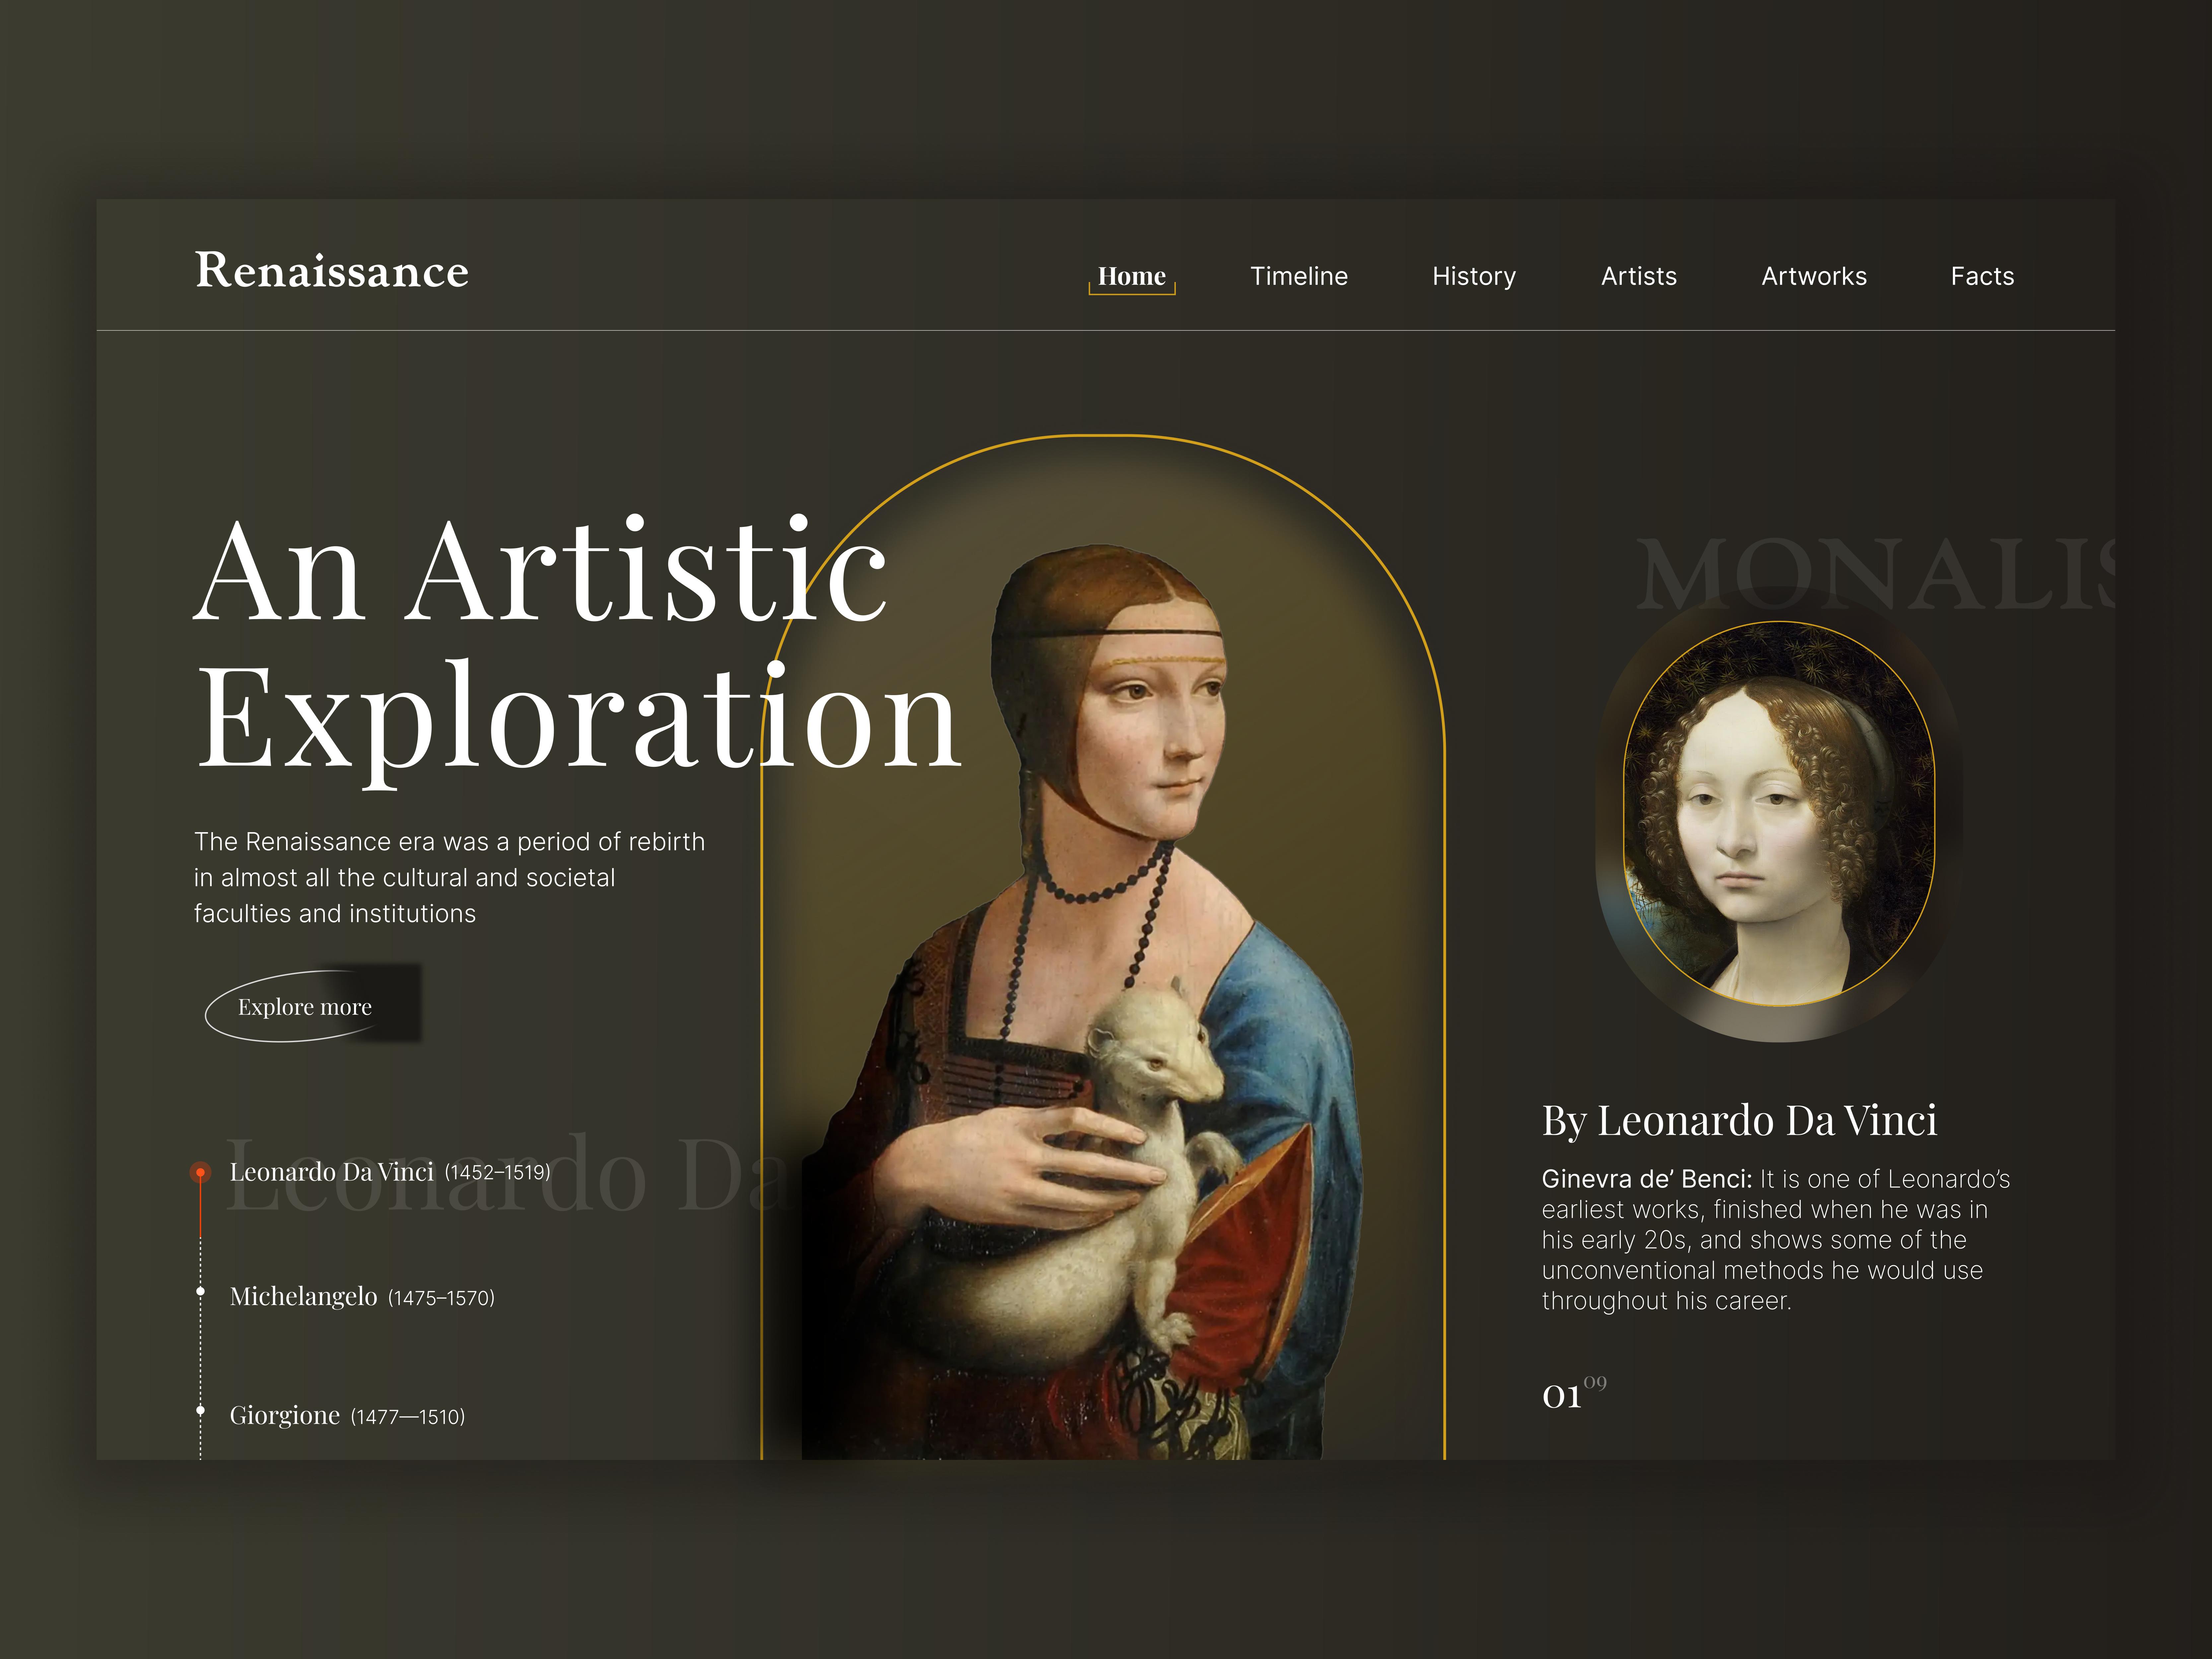 Renaissance
Home Timeline History Artists Artworks Facts
An Artistic
Exploration
The Renaissance era was a period of rebirth
in almost all the cultural and societal
faculties and institutions
Explore more
Leonardo Da
Leonardo Da Vinci (1452–1519)
Michelangelo (1475–1570)
Giorgione (1477—1510)
MONALIS
By Leonardo Da Vinci
Ginevra de’ Benci: It is one of Leonardo’s
earliest works, finished when he was in
his early 20s, and shows some of the
unconventional methods he would use
throughout his career.
01 09